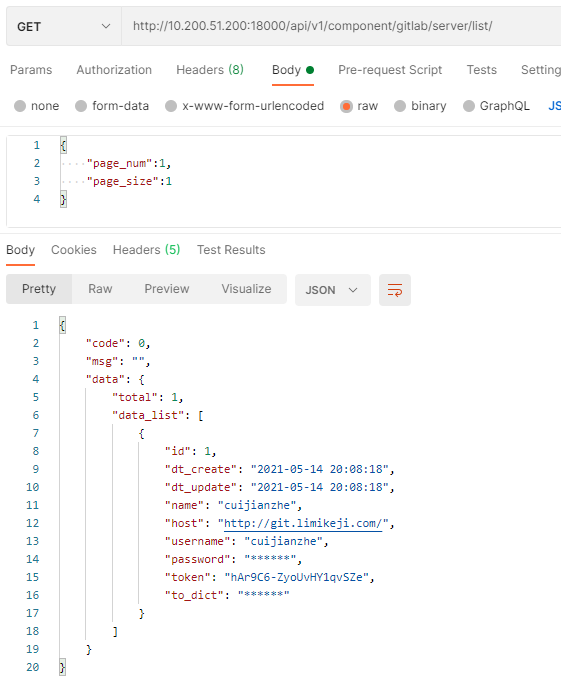 GET http://10.200.51.200:18000/api/v1/component/gitlab/server/list/
Params Authorization Headers (8) Body Pre-request Script Tests Setting
none form-data x-www-form-urlencoded raw binary GraphQL JS
1 {
2 "page_num":1,
3 "page_size":1
4 }
Body Cookies Headers (5) Test Results
Pretty Raw Preview Visualize JSON
1 {
2 "code": 0,
3 "msg": "",
4 "data": {
5 "total": 1,
6 "data_list": [
7 {
8 "id": 1,
9 "dt_create": "2021-05-14 20:08:18",
10 "dt_update": "2021-05-14 20:08:18",
11 "name": "cuijianzhe",
12 "host": "http://git.limikeji.com/",
13 "username": "cuijianzhe",
14 "password": "******",
15 "token": "hAr9C6-ZyoUvHY1qvSZe",
16 "to_dict": "******"
17 }
18 ]
19 }
20 }